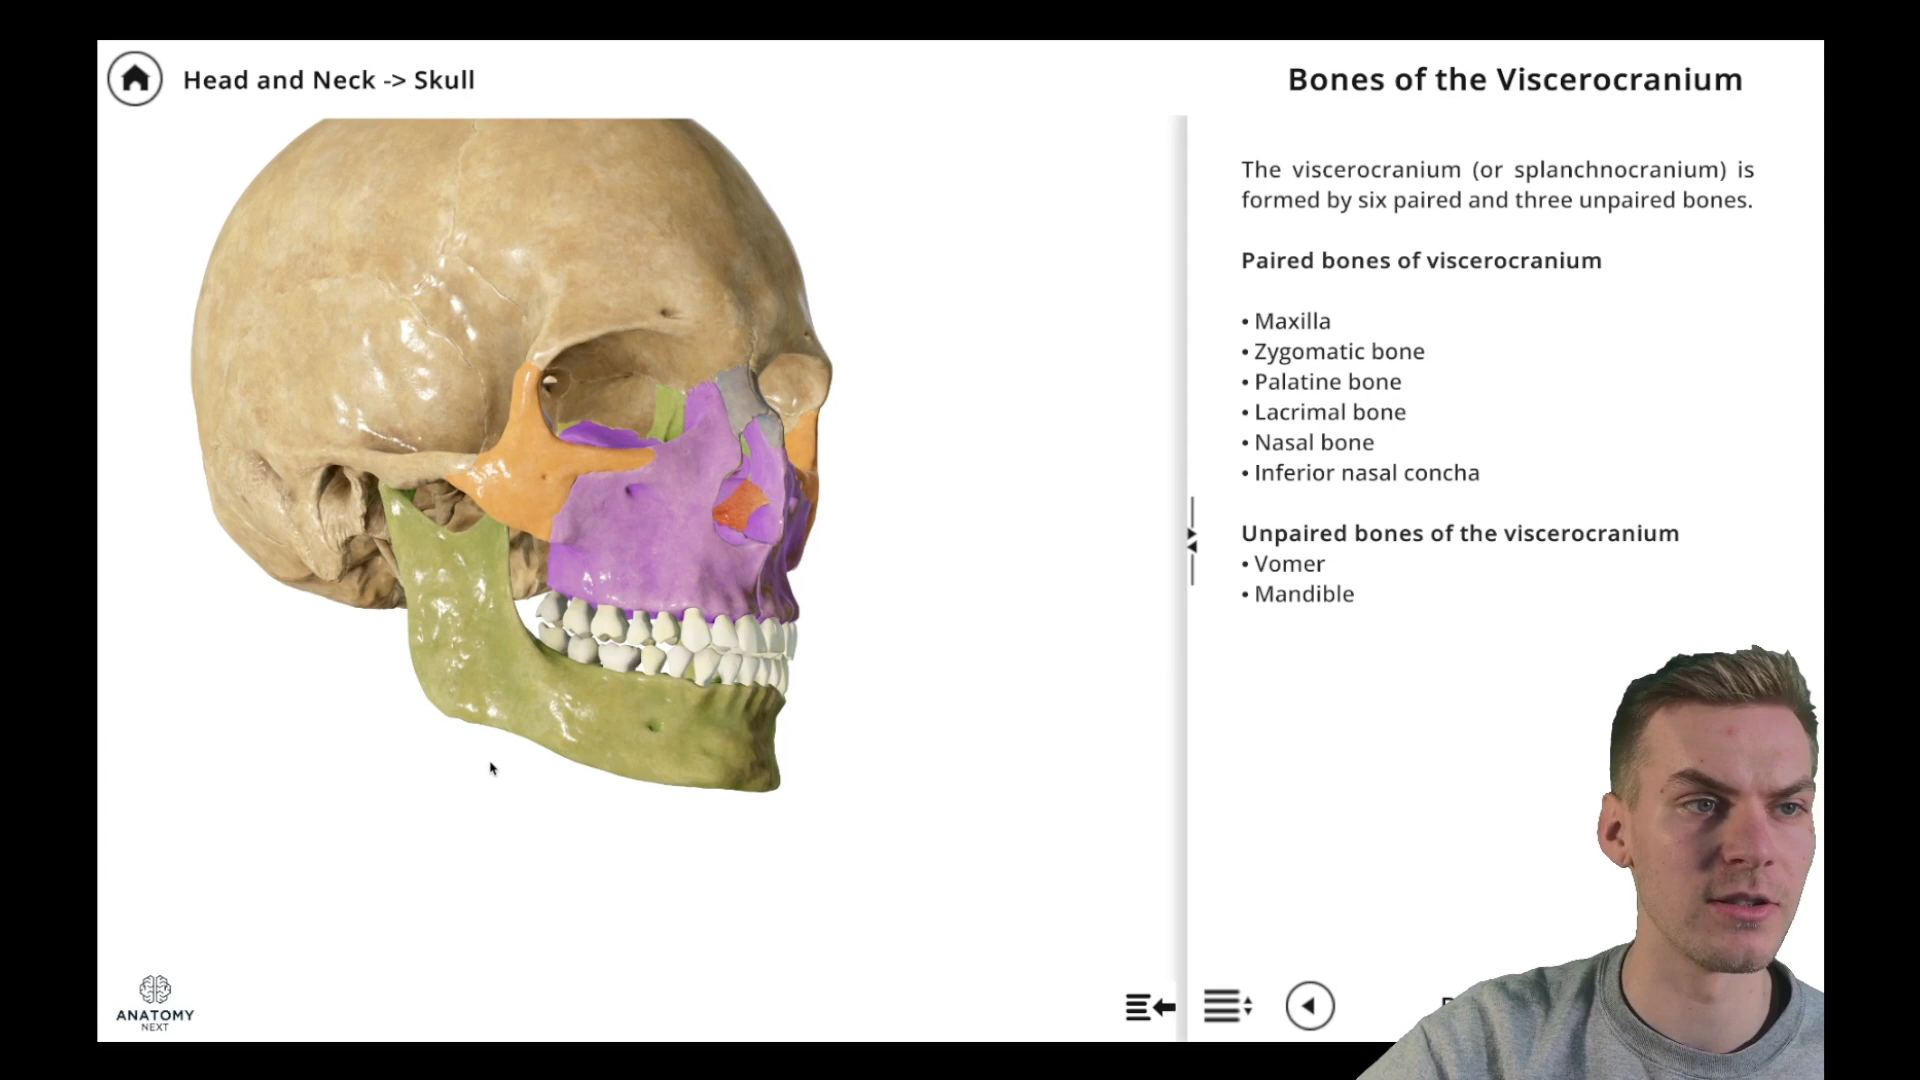 Head and Neck -> Skull
Bones of the Viscerocranium
The viscerocranium (or splanchnocranium) is
formed by six paired and three unpaired bones.
Paired bones of viscerocranium
• Maxilla
• Zygomatic bone
• Palatine bone
• Lacrimal bone
• Nasal bone
• Inferior nasal concha
Unpaired bones of the viscerocranium
• Vomer
• Mandible
ANATOMY
NEXT